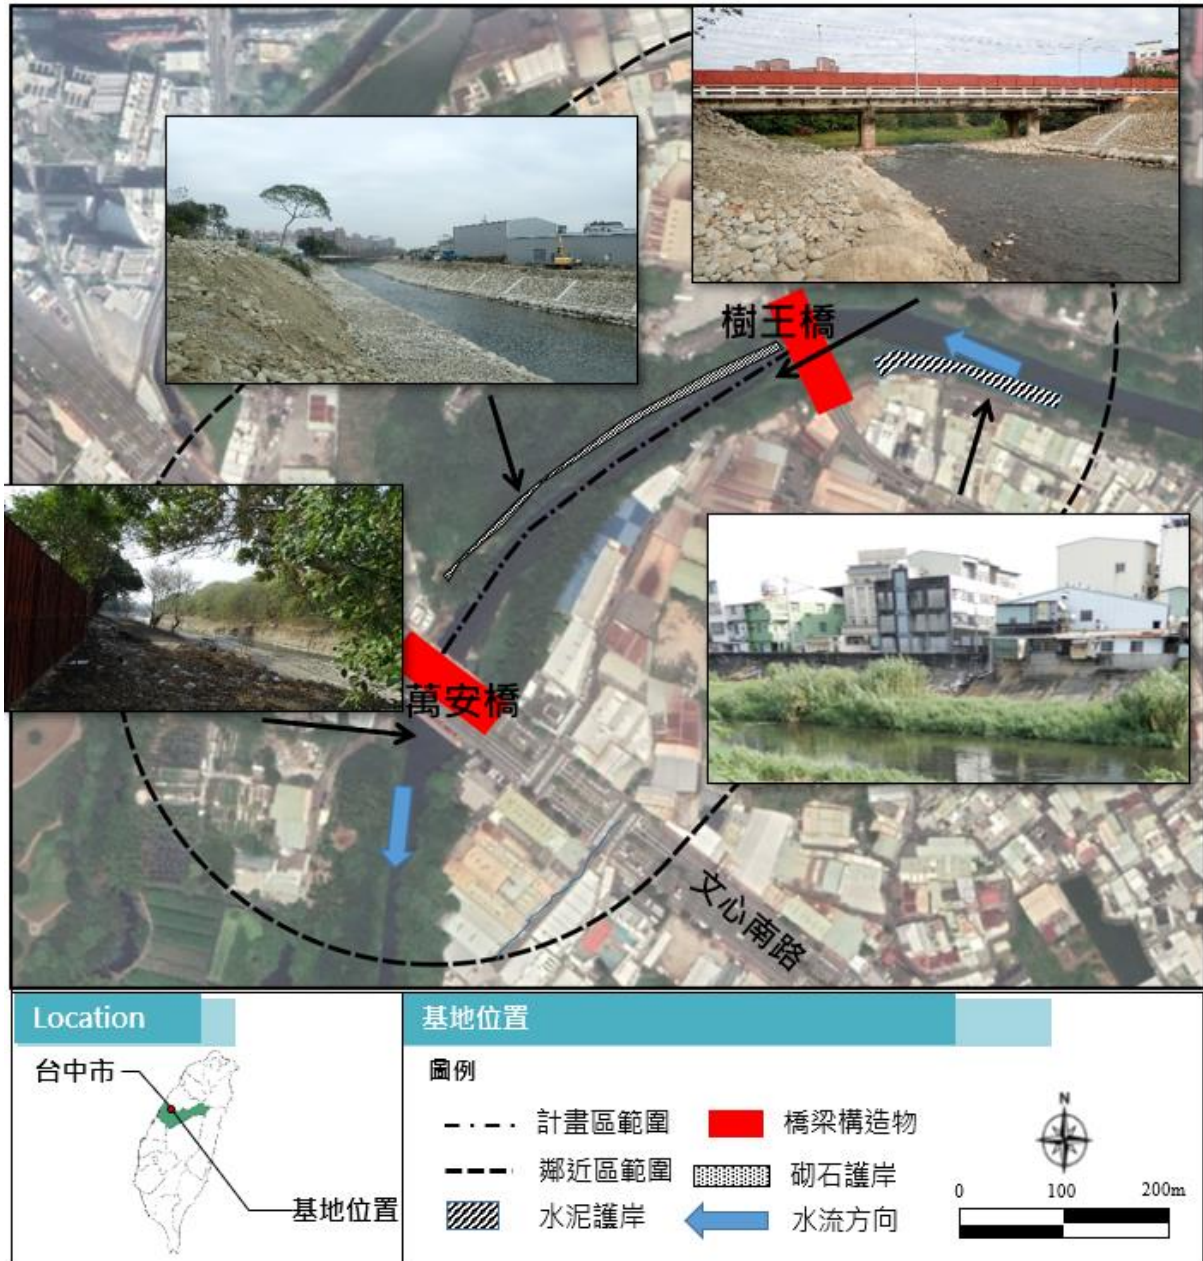 樹王橋
萬安橋
文心南路
Location
台中市
基地位置
基地位置
圖例
計畫區範圍
橋梁構造物
鄰近區範圍
砌石護岸
水泥護岸
水流方向
N
0 100 200m